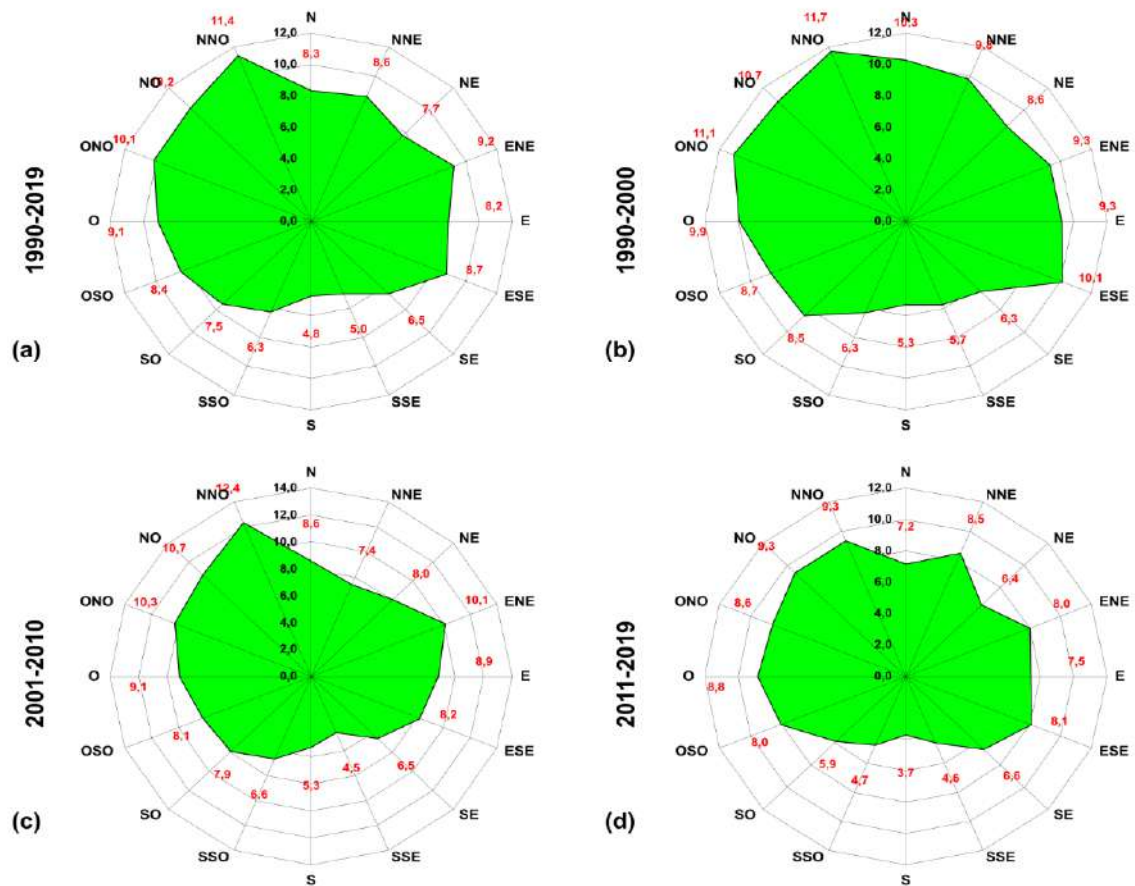 1990-2019
(a)
N
NNE
NE
ENE
E
ESE
SE
SSE
S
SSO
SO
OSO
O
ONO
NO
NNO
12,0
10,0
8,0
6,0
4,0
2,0
0,0
8,3
8,6
7,7
9,2
8,2
8,7
6,5
5,0
4,8
6,3
7,5
8,4
9,1
10,1
11,4
1990-2000
(b)
N
NNE
NE
ENE
E
ESE
SE
SSE
S
SSO
SO
OSO
O
ONO
NO
NNO
12,0
10,0
8,0
6,0
4,0
2,0
0,0
10,3
8,6
9,3
9,3
10,1
6,3
5,7
5,3
6,3
8,5
8,7
9,9
11,1
10,7
11,7
2001-2010
(c)
N
NNE
NE
ENE
E
ESE
SE
SSE
S
SSO
SO
OSO
O
ONO
NO
NNO
14,0
12,0
10,0
8,0
6,0
4,0
2,0
0,0
8,6
7,4
8,0
10,1
8,9
8,2
6,5
4,5
5,3
6,6
7,9
8,1
9,1
10,3
10,7
12,4
2011-2019
(d)
N
NNE
NE
ENE
E
ESE
SE
SSE
S
SSO
SO
OSO
O
ONO
NO
NNO
12,0
10,0
8,0
6,0
4,0
2,0
0,0
7,2
8,5
6,4
8,0
7,5
8,1
6,6
4,6
3,7
4,7
5,9
8,0
8,8
8,6
9,3
9,3